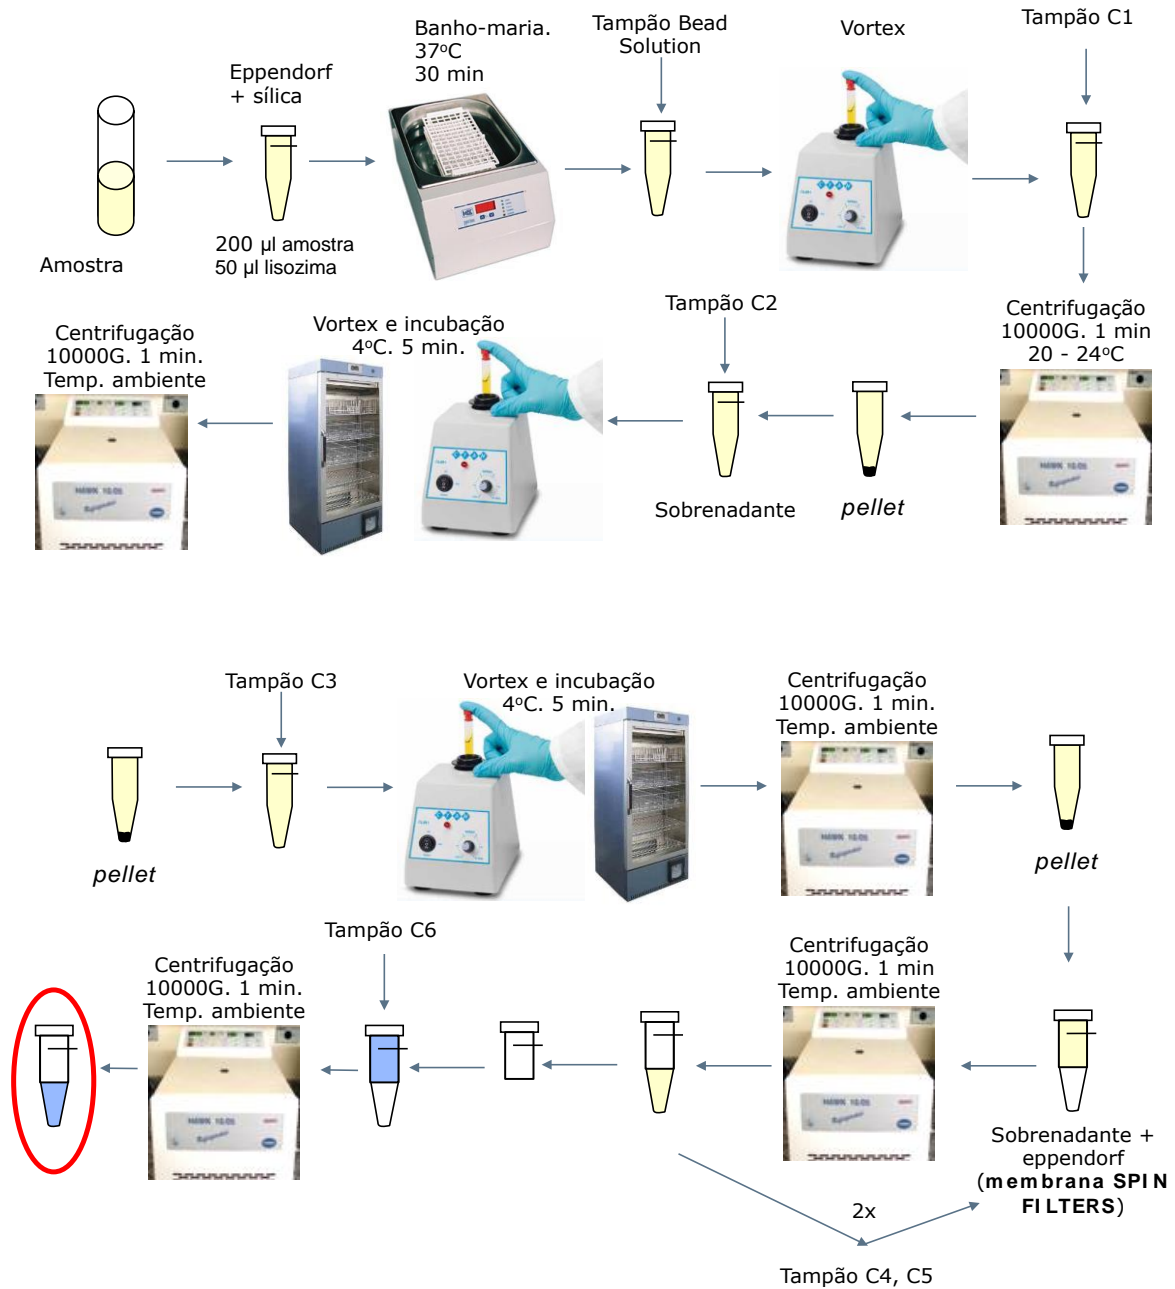 Amostra
Eppendorf
+ sílica
200 µl amostra
50 µl lisozima
Banho-maria.
37ºC
30 min
Tampão Bead
Solution
Vortex
Tampão C1
Centrifugação
10000G. 1 min
20 - 24ºC
pellet
Tampão C2
Sobrenadante
Vortex e incubação
4ºC. 5 min.
Centrifugação
10000G. 1 min.
Temp. ambiente
pellet
Tampão C3
Vortex e incubação
4ºC. 5 min.
Centrifugação
10000G. 1 min.
Temp. ambiente
pellet
Sobrenadante +
eppendorf
(membrana SPIN
FILTERS)
Centrifugação
10000G. 1 min
Temp. ambiente
2x
Tampão C4, C5
Tampão C6
Centrifugação
10000G. 1 min.
Temp. ambiente